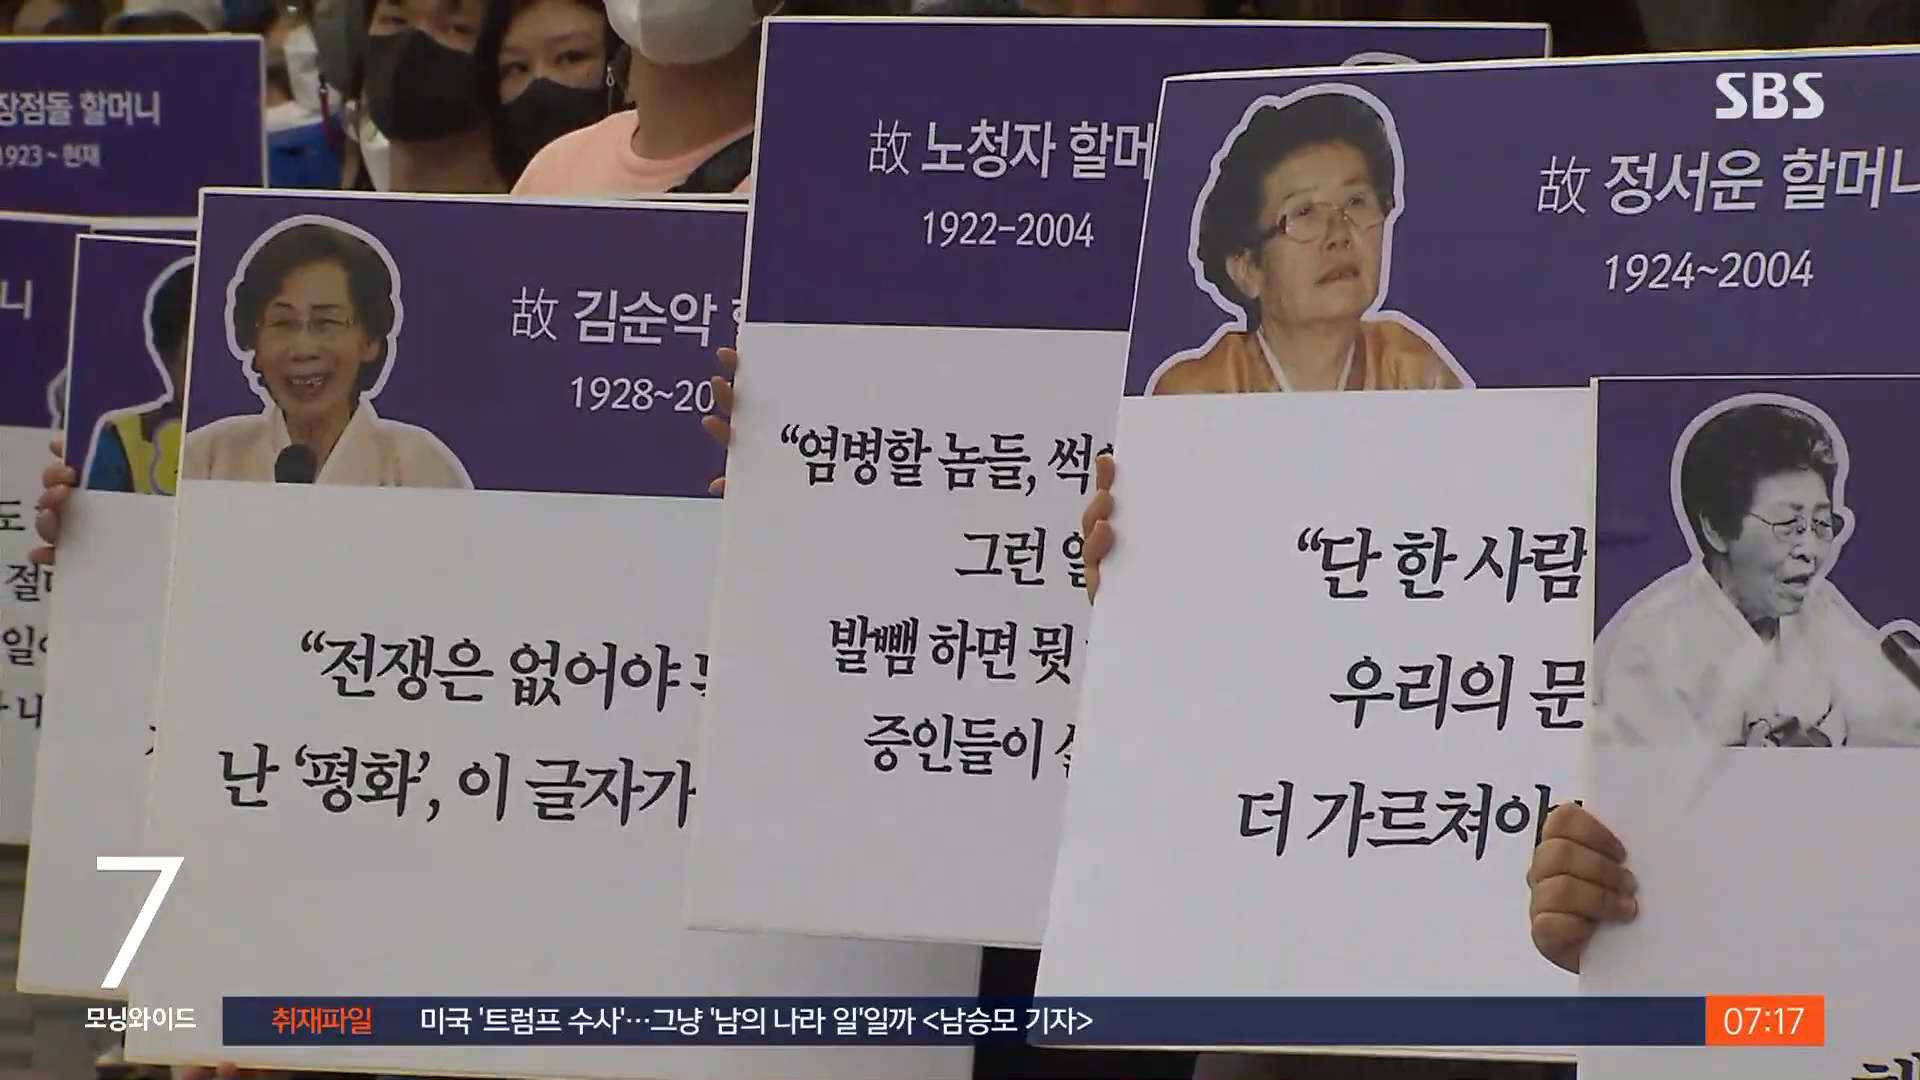 SBS
장점돌 할머니
1923~현재
故 노청자 할머
1922-2004
"염병할 놈들,
그런
발뺌 하면 뭣
증인들이
故 정서운 할머니
1924~2004
"단 한 사람
우리의 문
더 가르쳐야
故 김순악
1928~20
"전쟁은 없어야
난 '평화', 이 글자가
7
모닝와이드
취재파일 미국 '트럼프 수사'…그냥 '남의 나라 일'일까 <남승모 기자>
07:17